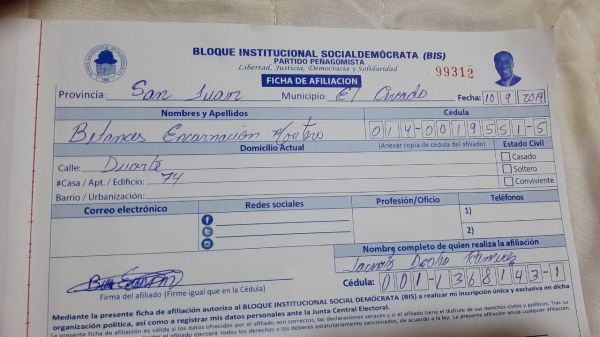 BLOQUE INSTITUCIONAL SOCIALDEMÓCRATA (BIS)
PARTIDO PEÑAGOMISTA
Libertad, Justicia, Democracia y Solidaridad
99312
FICHA DE AFILIACION
Provincia: San Juan Municipio: El Cercado Fecha: 10 / 9 / 2019
Nombres y Apellidos Cédula
Betances Encarnación Montero 014-0019551-5
Domicilio Actual (Anexar copia de cédula del afiliado) Estado Civil
Calle: Duarte Casado
#Casa / Apt. / Edificio: 74 Soltero
Barrio / Urbanización: Conviviente
Correo electrónico Redes sociales Profesión/Oficio Teléfonos
1)
2)
Nombre completo de quien realiza la afiliación
Cédula: 001-1368143-1
Firma del afiliado (Firme igual que en la Cédula)
Mediante la presente ficha de afiliación autorizo al BLOQUE INSTITUCIONAL SOCIALDEMÓCRATA (BIS) a realizar mi inscripción única y exclusiva en dicha
organización política, así como a registrar mis datos personales ante la Junta Central Electoral.